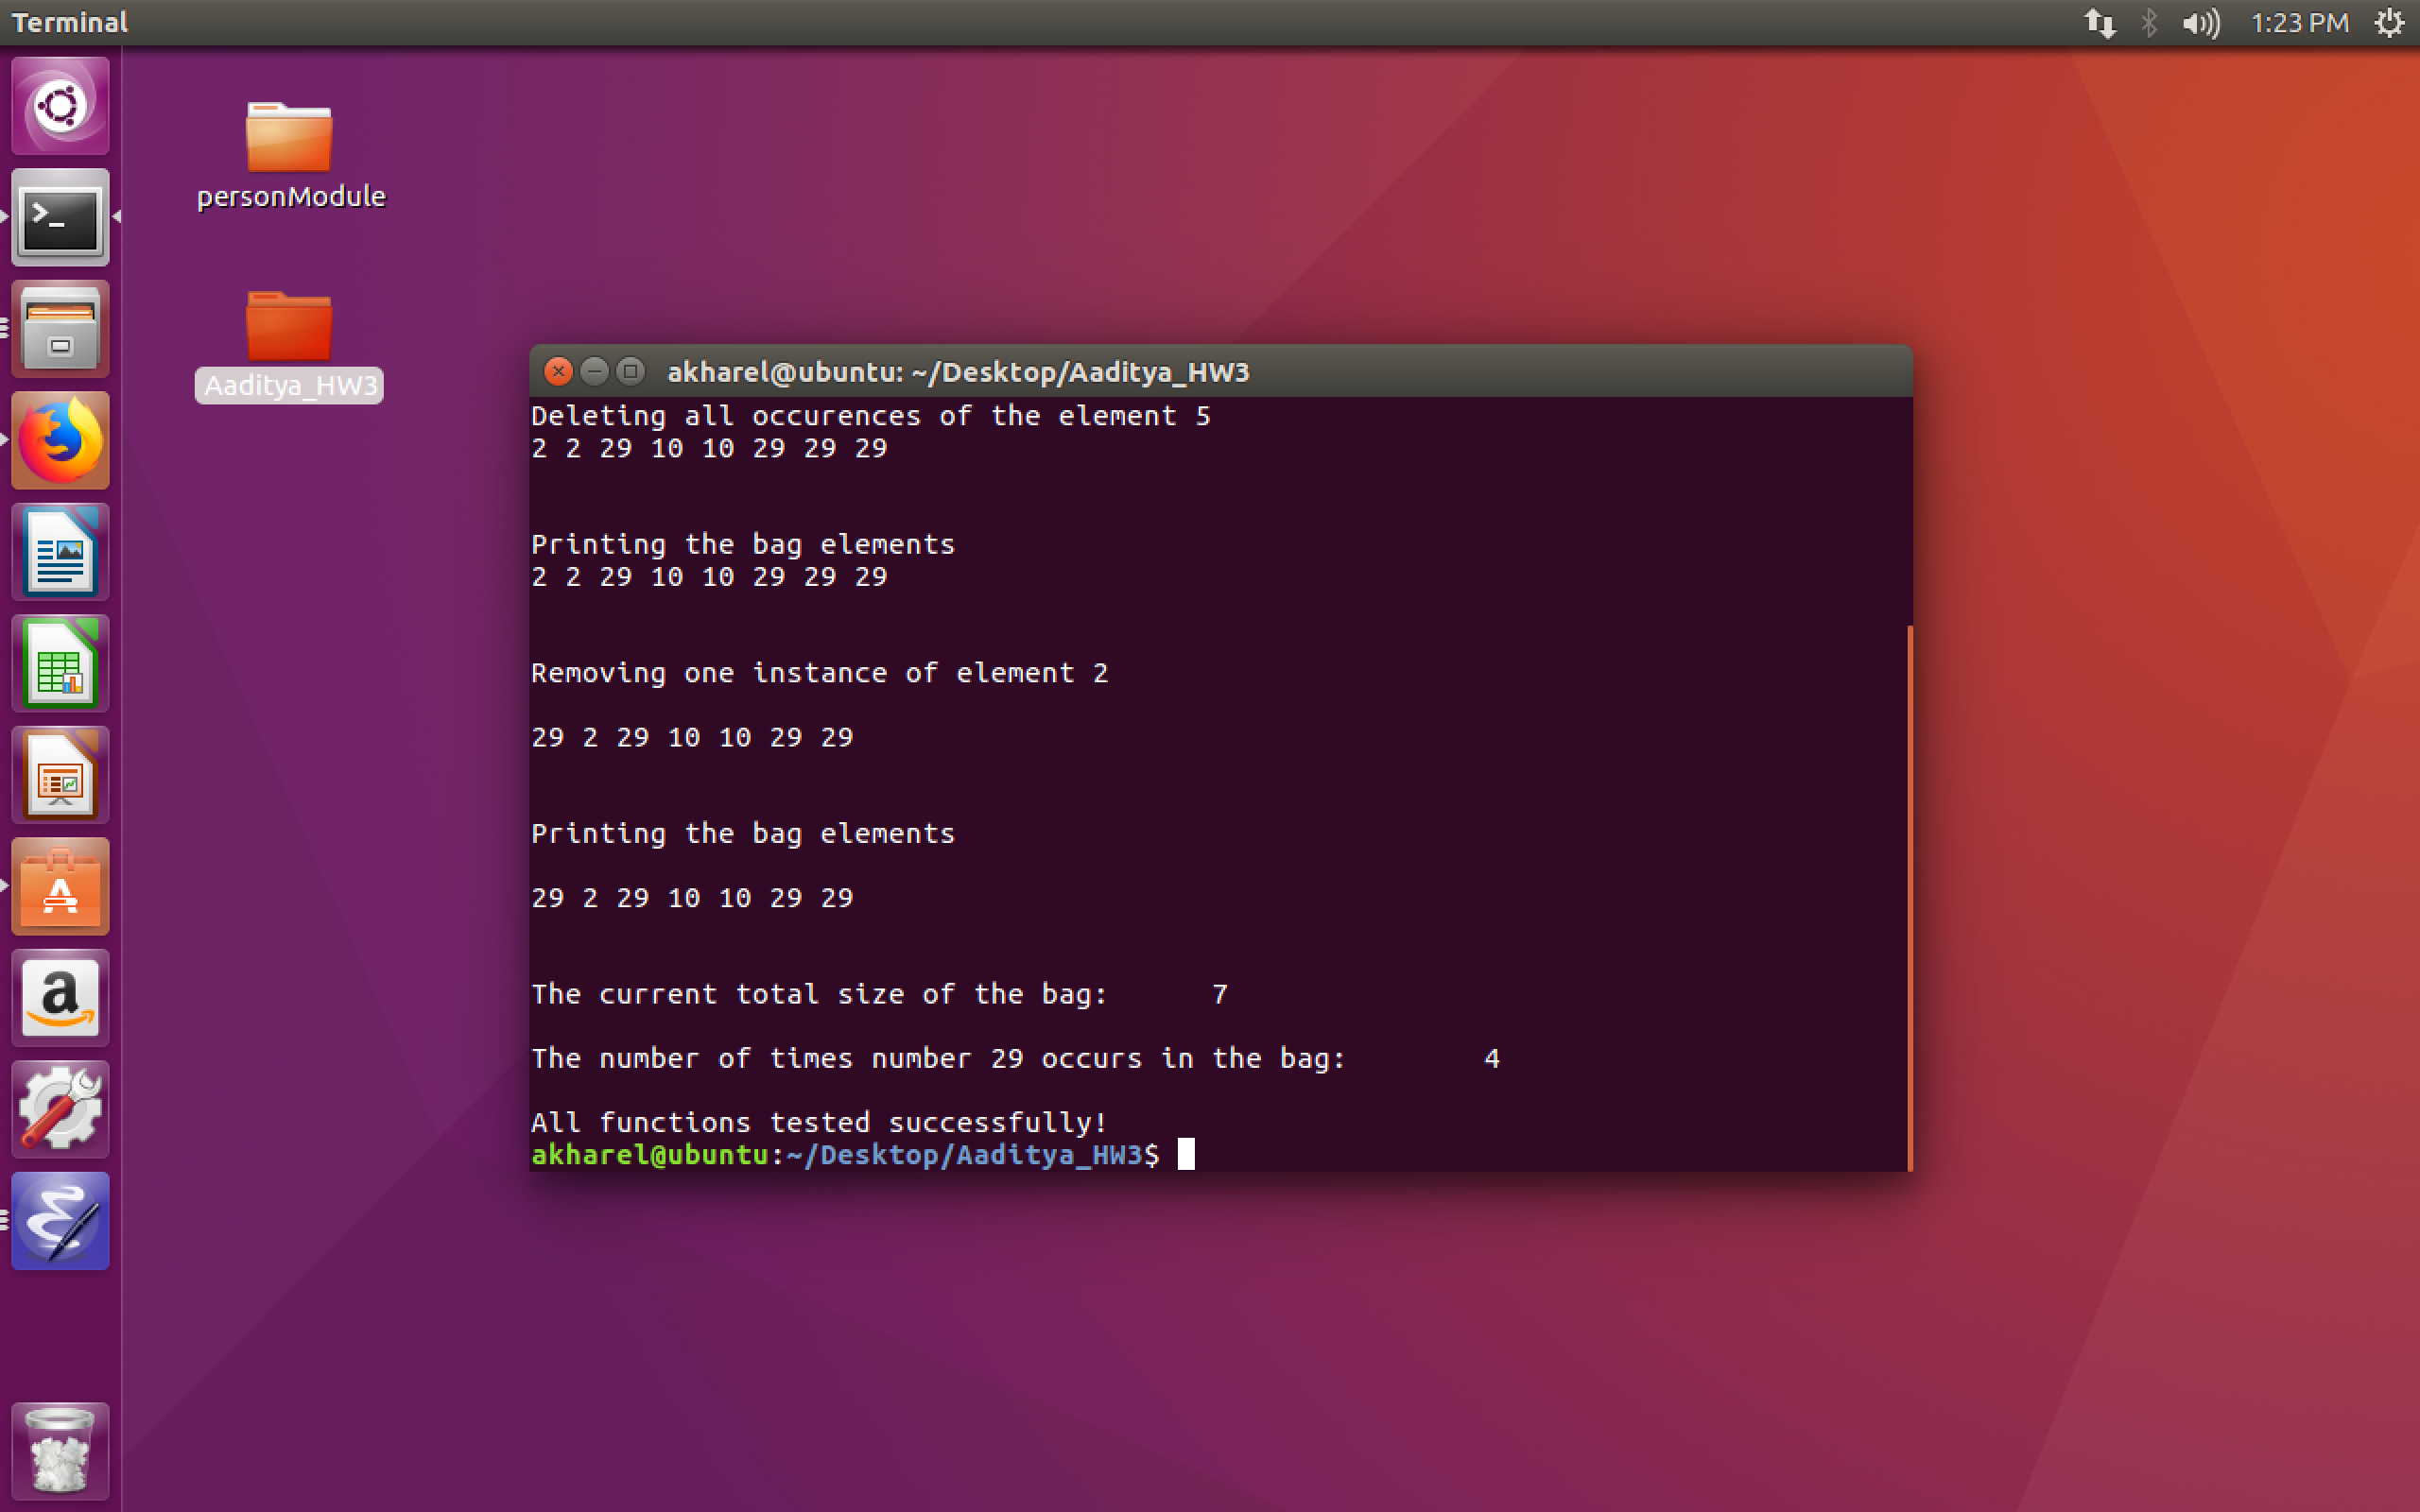 Terminal
1:23 PM
personModule
Aaditya_HW3
akharel@ubuntu: ~/Desktop/Aaditya_HW3
Deleting all occurences of the element 5
2 2 29 10 10 29 29 29
Printing the bag elements
2 2 29 10 10 29 29 29
Removing one instance of element 2
29 2 29 10 10 29 29
Printing the bag elements
29 2 29 10 10 29 29
The current total size of the bag: 7
The number of times number 29 occurs in the bag: 4
All functions tested successfully!
akharel@ubuntu:~/Desktop/Aaditya_HW3$